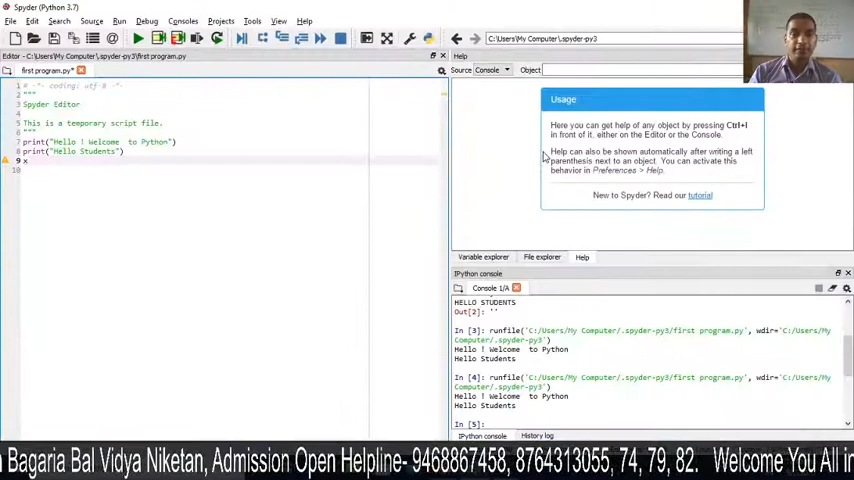 Spyder (Python 3.7)
File Edit Search Source Run Debug Consoles Projects Tools View Help
C:\Users\My Computer\.spyder-py3
Editor - C:\Users\My Computer\.spyder-py3\first program.py
Help
first program.py*
Source Console Object
1 # -*- coding: utf-8 -*-
2 """
3 Spyder Editor
4
5 This is a temporary script file.
6 """
7 print("Hello ! Welcome  to Python")
8 print("Hello Students")
9 x
10
Usage
Here you can get help of any object by pressing Ctrl+I
in front of it, either on the Editor or the Console.
Help can also be shown automatically after writing a left
parenthesis next to an object. You can activate this
behavior in Preferences > Help.
New to Spyder? Read our tutorial
Variable explorer File explorer Help
IPython console
Console 1/A
HELLO STUDENTS
Out[2]: ''
In [3]: runfile('C:/Users/My Computer/.spyder-py3/first program.py', wdir='C:/Users/My
Computer/.spyder-py3')
Hello ! Welcome  to Python
Hello Students
In [4]: runfile('C:/Users/My Computer/.spyder-py3/first program.py', wdir='C:/Users/My
Computer/.spyder-py3')
Hello ! Welcome  to Python
Hello Students
In [5]:
IPython console History log
n Bagaria Bal Vidya Niketan, Admission Open Helpline- 9468867458, 8764313055, 74, 79, 82. Welcome You All in